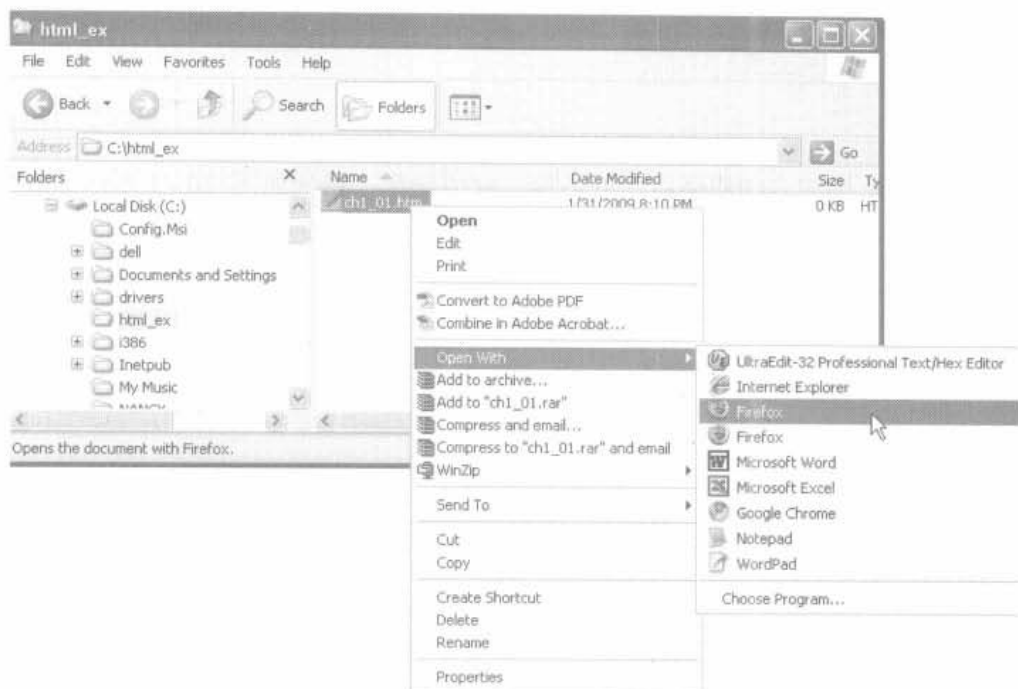 html_ex
File Edit View Favorites Tools Help
Back Search Folders
Address C:\html_ex Go
Folders × Name Date Modified Size Ty
Local Disk (C:) ch1_01.htm 1/31/2009 8:10 PM 0 KB HT
Config.Msi
dell
Documents and Settings
drivers
html_ex
i386
Inetpub
My Music
NANCY
Opens the document with Firefox.
Open
Edit
Print
Convert to Adobe PDF
Combine in Adobe Acrobat...
Open With
Add to archive...
Add to "ch1_01.rar"
Compress and email...
Compress to "ch1_01.rar" and email
WinZip
Send To
Cut
Copy
Create Shortcut
Delete
Rename
Properties
UltraEdit-32 Professional Text/Hex Editor
Internet Explorer
Firefox
Firefox
Microsoft Word
Microsoft Excel
Google Chrome
Notepad
WordPad
Choose Program...